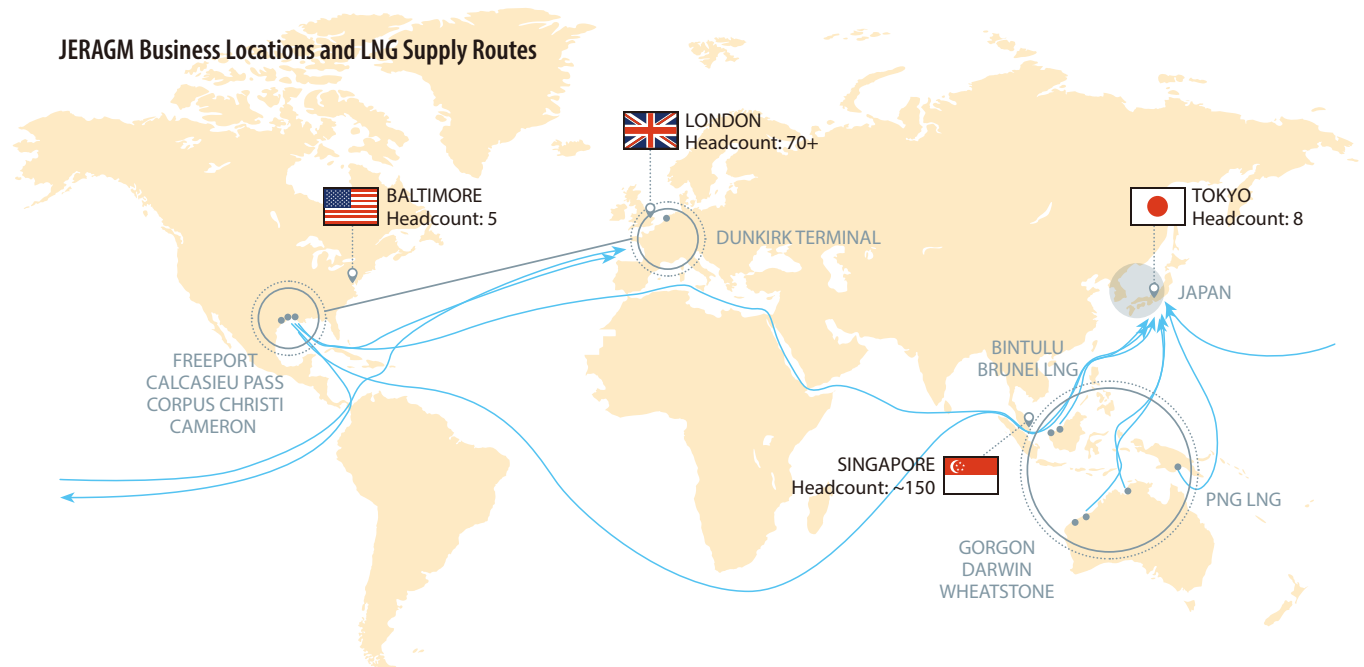 JERAGM Business Locations and LNG Supply Routes
LONDON
Headcount: 70+
BALTIMORE
Headcount: 5
TOKYO
Headcount: 8
DUNKIRK TERMINAL
JAPAN
FREEPORT
CALCASIEU PASS
CORPUS CHRISTI
CAMERON
BINTULU
BRUNEI LNG
SINGAPORE
Headcount: ~150
PNG LNG
GORGON
DARWIN
WHEATSTONE